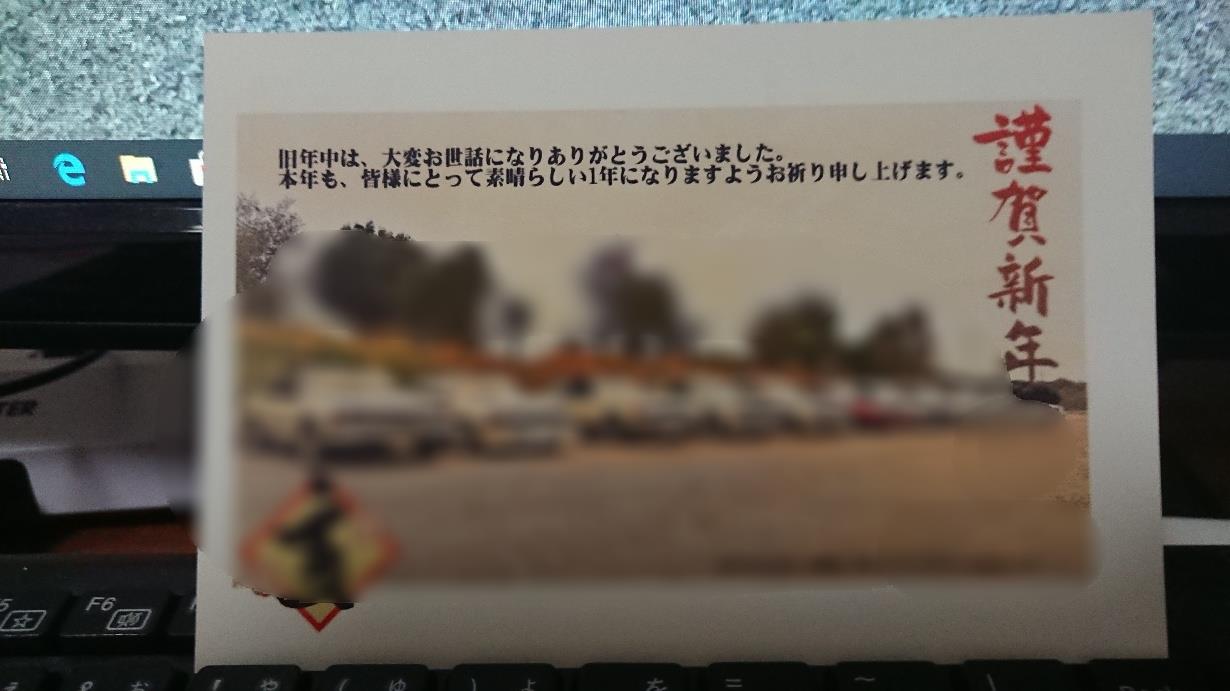 謹賀新年
旧年中は、大変お世話になりありがとうございました。
本年も、皆様にとって素晴らしい1年になりますようお祈り申し上げます。
TER
F6